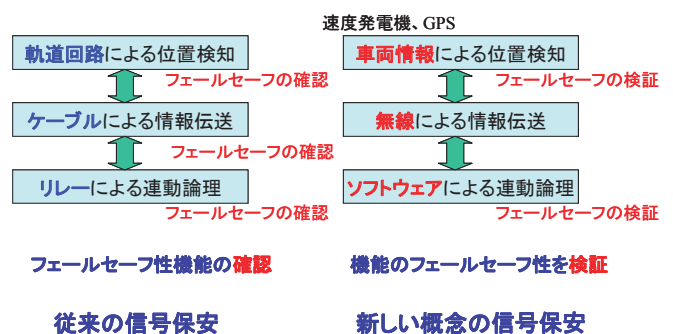 速度発電機、GPS
軌道回路による位置検知
フェールセーフの確認
ケーブルによる情報伝送
フェールセーフの確認
リレーによる連動論理
フェールセーフの確認
フェールセーフ性機能の確認
従来の信号保安
車両情報による位置検知
フェールセーフの検証
無線による情報伝送
ソフトウェアによる連動論理
フェールセーフの検証
機能のフェールセーフ性を検証
新しい概念の信号保安